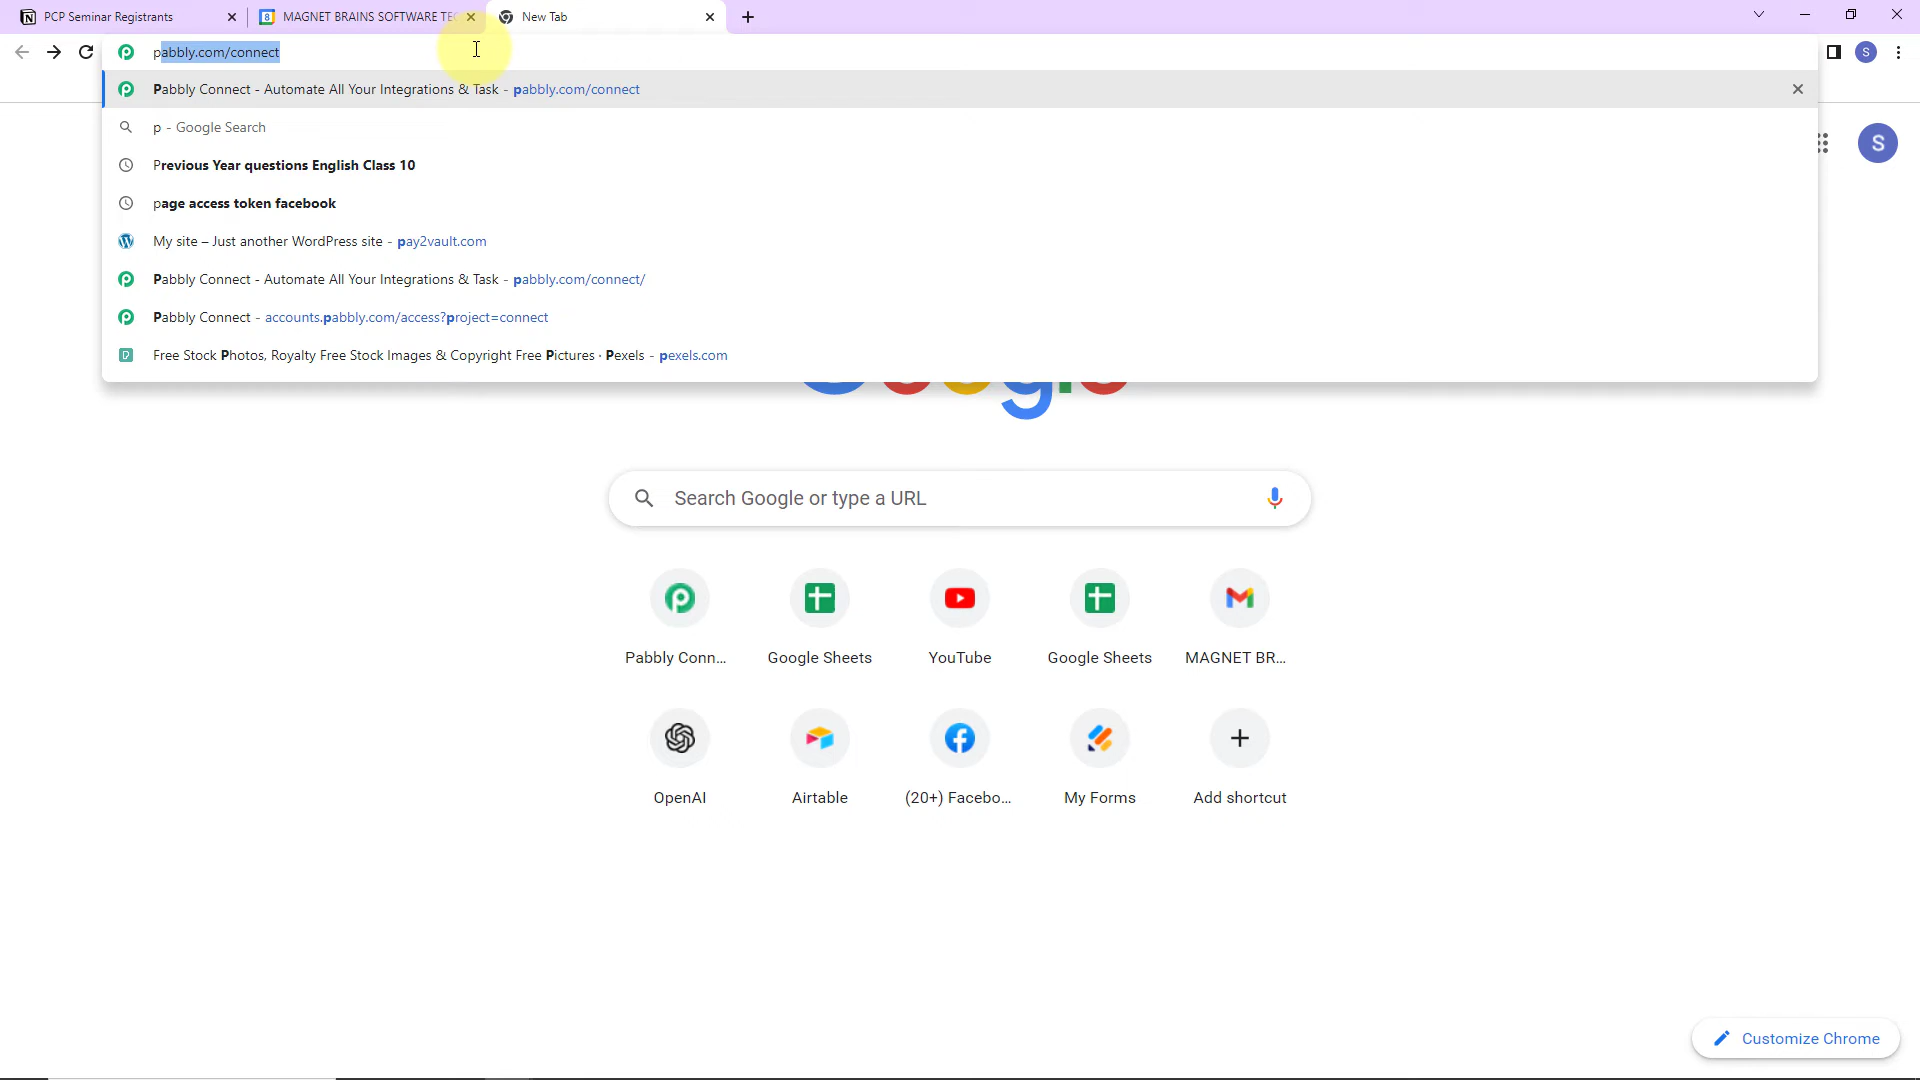 PCP Seminar Registrants
MAGNET BRAINS SOFTWARE TEC
New Tab
pabbly.com/connect
S
Pabbly Connect - Automate All Your Integrations & Task - pabbly.com/connect
p - Google Search
Previous Year questions English Class 10
page access token facebook
My site – Just another WordPress site - pay2vault.com
Pabbly Connect - Automate All Your Integrations & Task - pabbly.com/connect/
Pabbly Connect - accounts.pabbly.com/access?project=connect
Free Stock Photos, Royalty Free Stock Images & Copyright Free Pictures · Pexels - pexels.com
S
Search Google or type a URL
Pabbly Conn...
Google Sheets
YouTube
Google Sheets
MAGNET BR...
OpenAI
Airtable
(20+) Facebo...
My Forms
Add shortcut
Customize Chrome